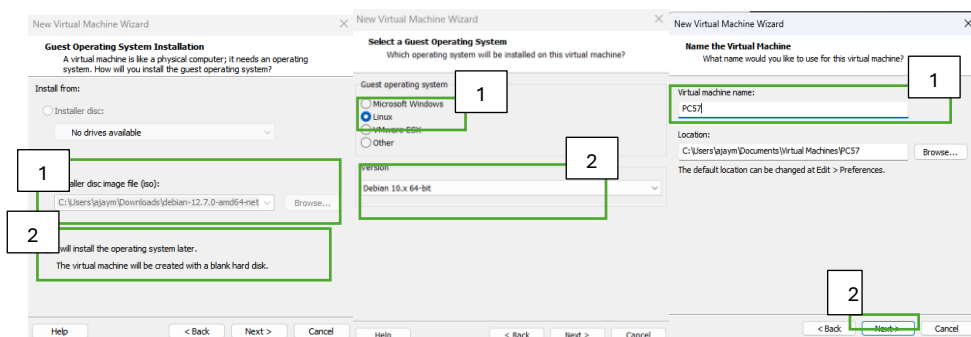 New Virtual Machine Wizard
Guest Operating System Installation
A virtual machine is like a physical computer; it needs an operating
system. How will you install the guest operating system?
Install from:
Installer disc:
No drives available
1
aller disc image file (iso):
C:\Users\ajaym\Downloads\debian-12.7.0-amd64-net
Browse...
2
will install the operating system later.
The virtual machine will be created with a blank hard disk.
Help
< Back
Next >
Cancel
New Virtual Machine Wizard
Select a Guest Operating System
Which operating system will be installed on this virtual machine?
Guest operating system
1
Microsoft Windows
Linux
VMware ESX
Other
2
Version
Debian 10.x 64-bit
Help
< Back
Next >
Cancel
New Virtual Machine Wizard
Name the Virtual Machine
What name would you like to use for this virtual machine?
1
Virtual machine name:
PC57
Location:
C:\Users\ajaym\Documents\Virtual Machines\PC57
Browse...
The default location can be changed at Edit > Preferences.
2
< Back
Next >
Cancel